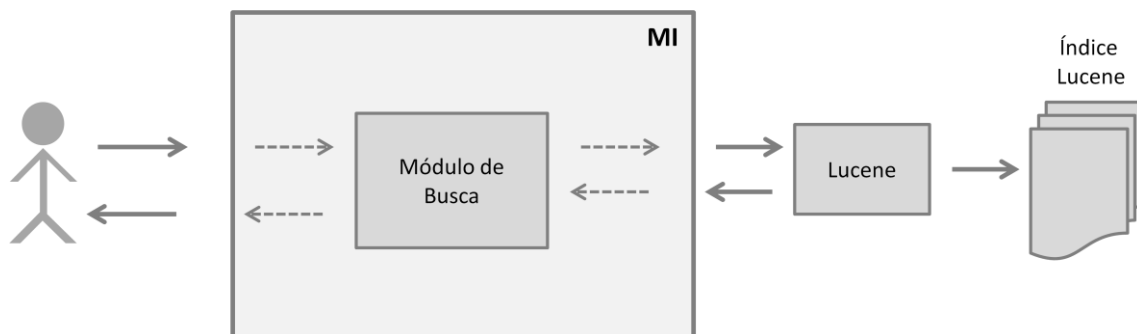 MI
Módulo de
Busca
Lucene
Índice
Lucene